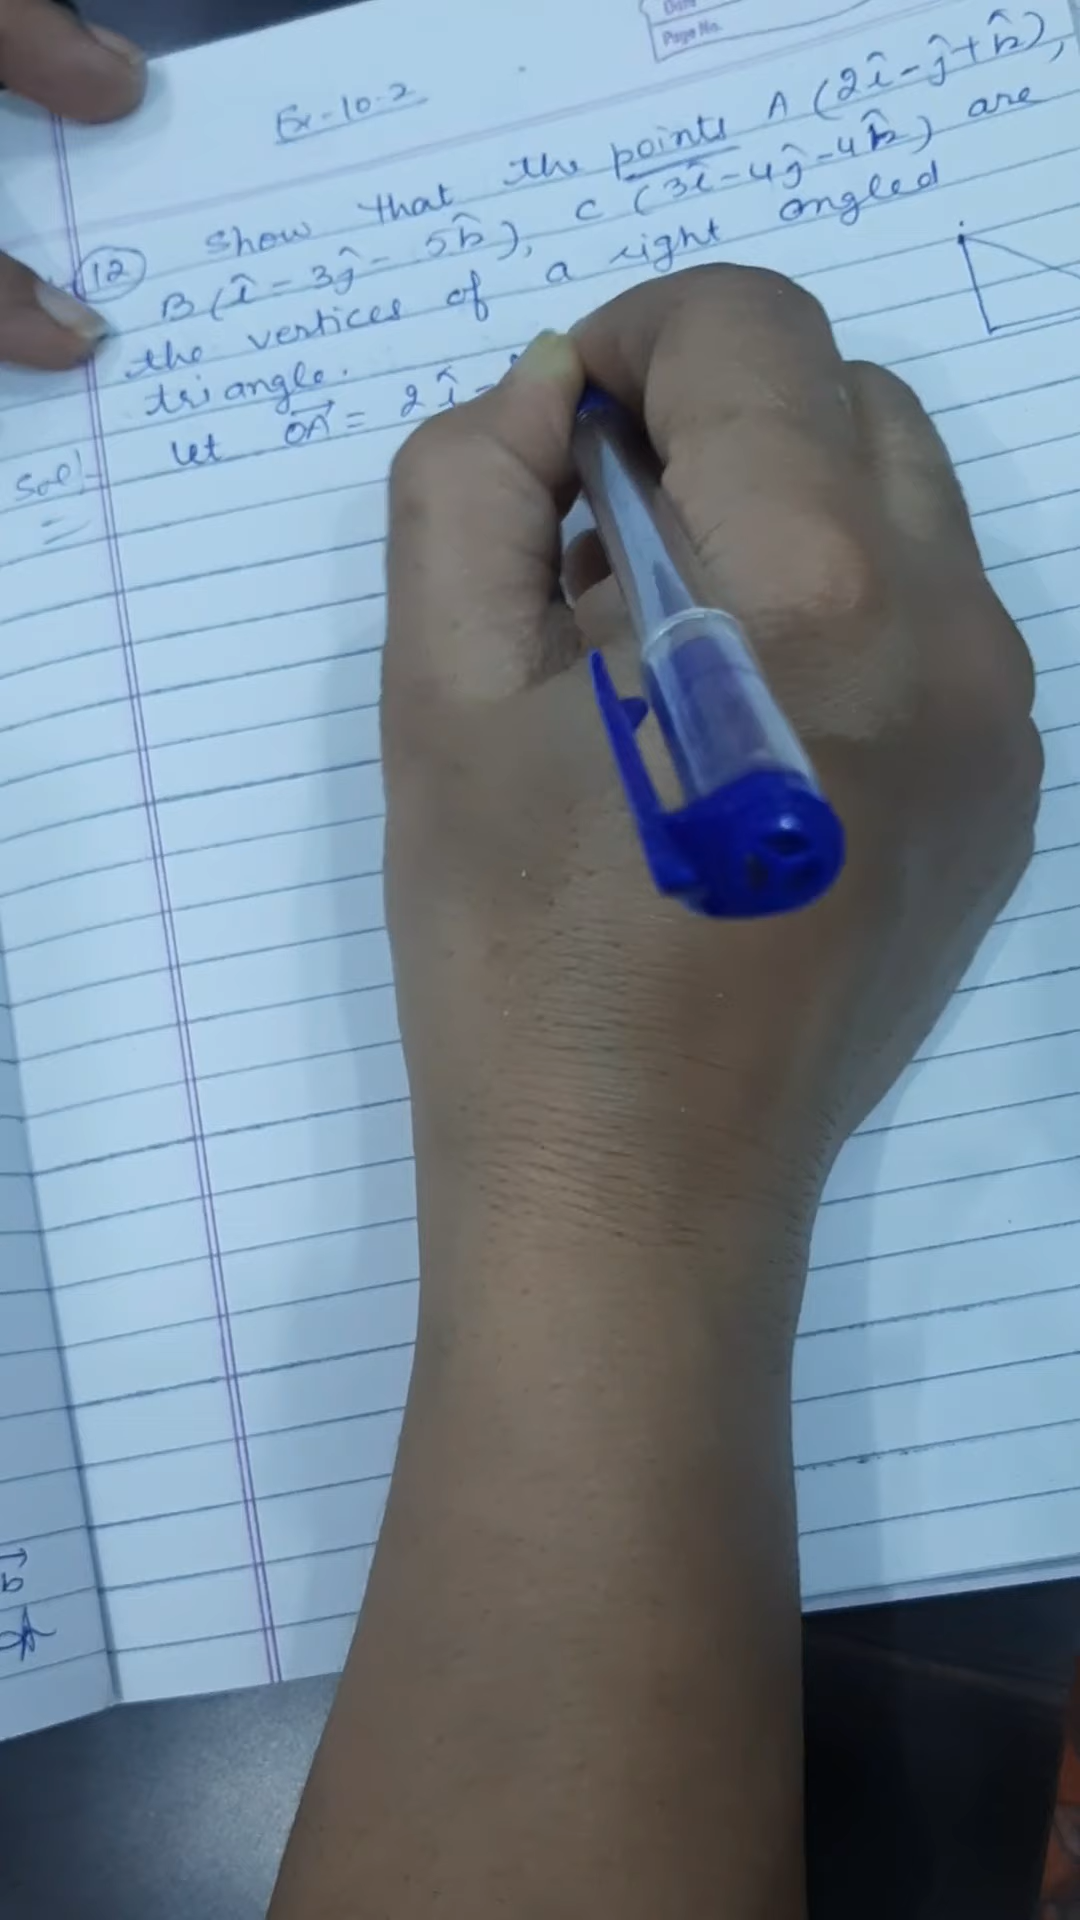 Date
Page No.
Ex-10.2
(12) Show that the points A (2î-ĵ+k̂),
B(î-3ĵ-5k̂), C (3î-4ĵ-4k̂) are
the vertices of a right angled
triangle.
Sol:- Let OA⃗ = 2î-
b⃗